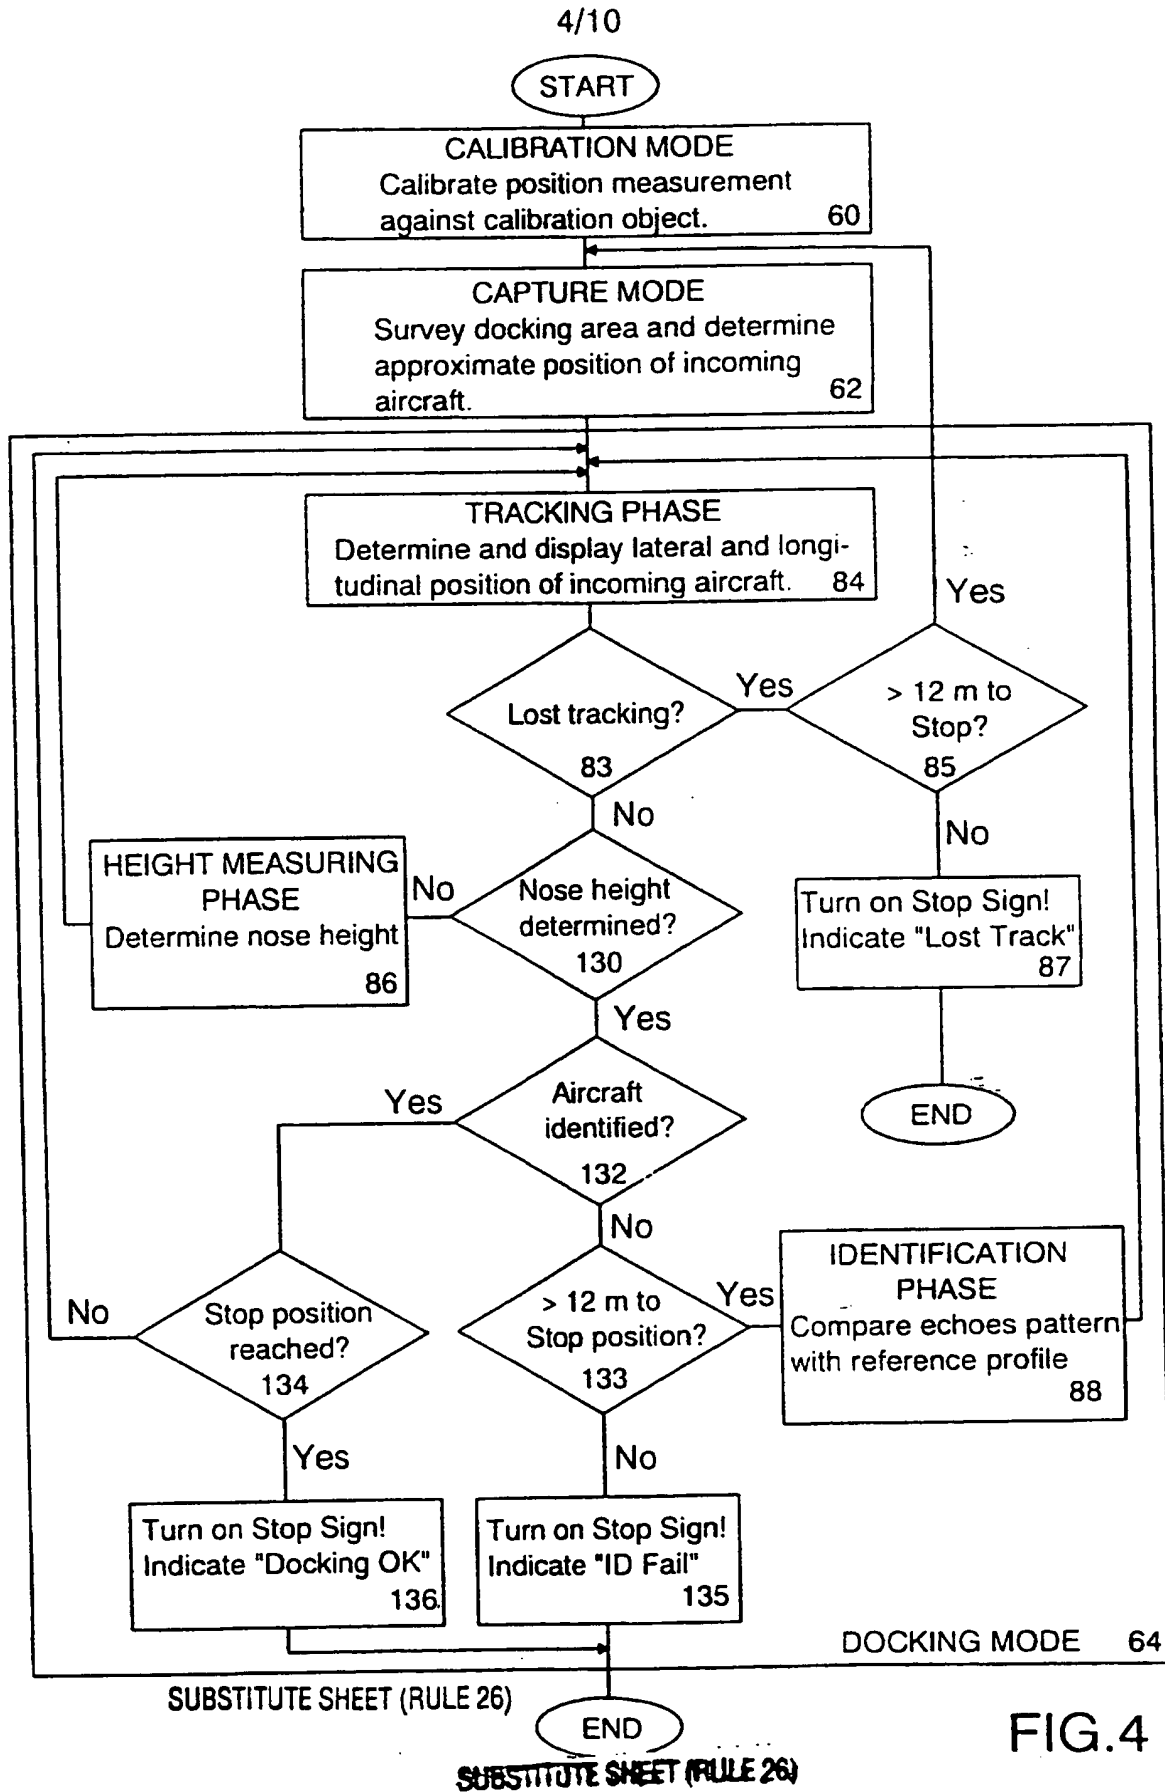 4/10
START
CALIBRATION MODE
Calibrate position measurement
against calibration object.
60
CAPTURE MODE
Survey docking area and determine
approximate position of incoming
aircraft.
62
TRACKING PHASE
Determine and display lateral and longi-
tudinal position of incoming aircraft.
84
Yes
Lost tracking?
83
Yes
> 12 m to
Stop?
85
No
No
HEIGHT MEASURING
PHASE
Determine nose height
86
No
Nose height
determined?
130
Turn on Stop Sign!
Indicate "Lost Track"
87
Yes
END
Yes
Aircraft
identified?
132
No
No
Stop position
reached?
134
> 12 m to
Stop position?
133
Yes
IDENTIFICATION
PHASE
Compare echoes pattern
with reference profile
88
Yes
No
Turn on Stop Sign!
Indicate "Docking OK"
136
Turn on Stop Sign!
Indicate "ID Fail"
135
DOCKING MODE 64
SUBSTITUTE SHEET (RULE 26)
END
FIG.4
SUBSTITUTE SHEET (RULE 26)